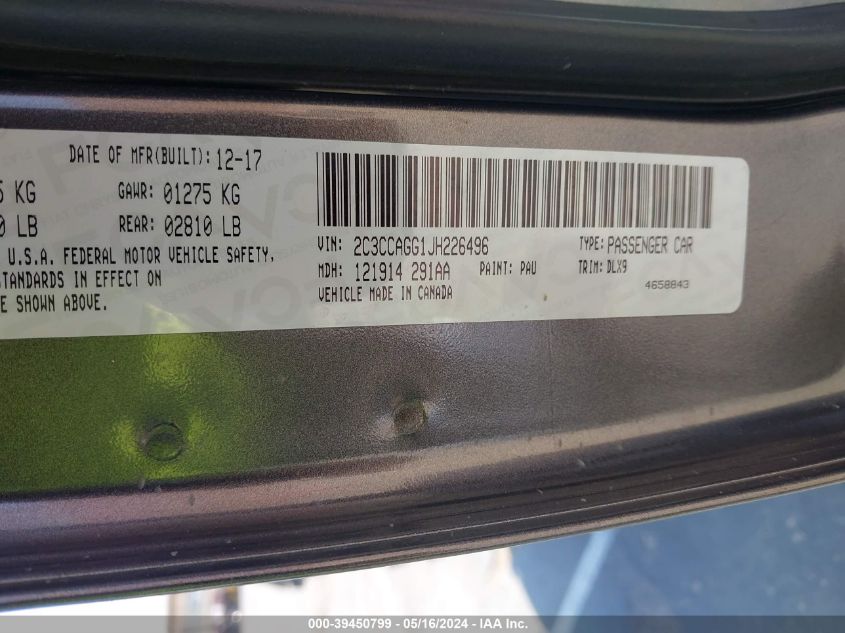 DATE OF MFR(BUILT): 12-17
KG GAWR: 01275 KG
LB REAR: 02810 LB
U.S.A. FEDERAL MOTOR VEHICLE SAFETY.
STANDARDS IN EFFECT ON
SHOWN ABOVE.
VIN: 2C3CCAGG1JH226496 TYPE: PASSENGER CAR
MDH: 121914 291AA PAINT: PAU TRIM: DLX9
VEHICLE MADE IN CANADA 4658843
000-39450799 - 05/16/2024 - IAA Inc.